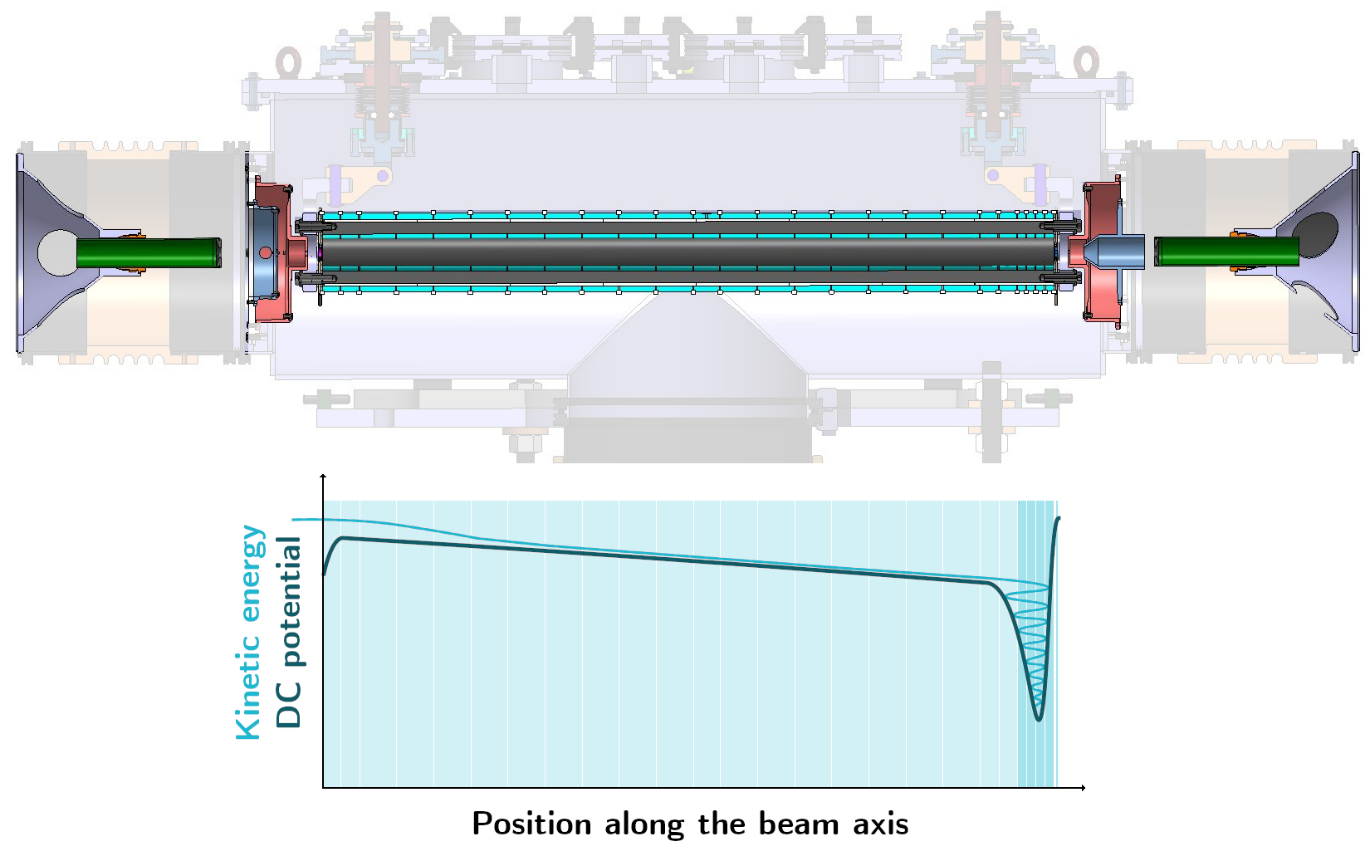 Kinetic energy
DC potential
Position along the beam axis